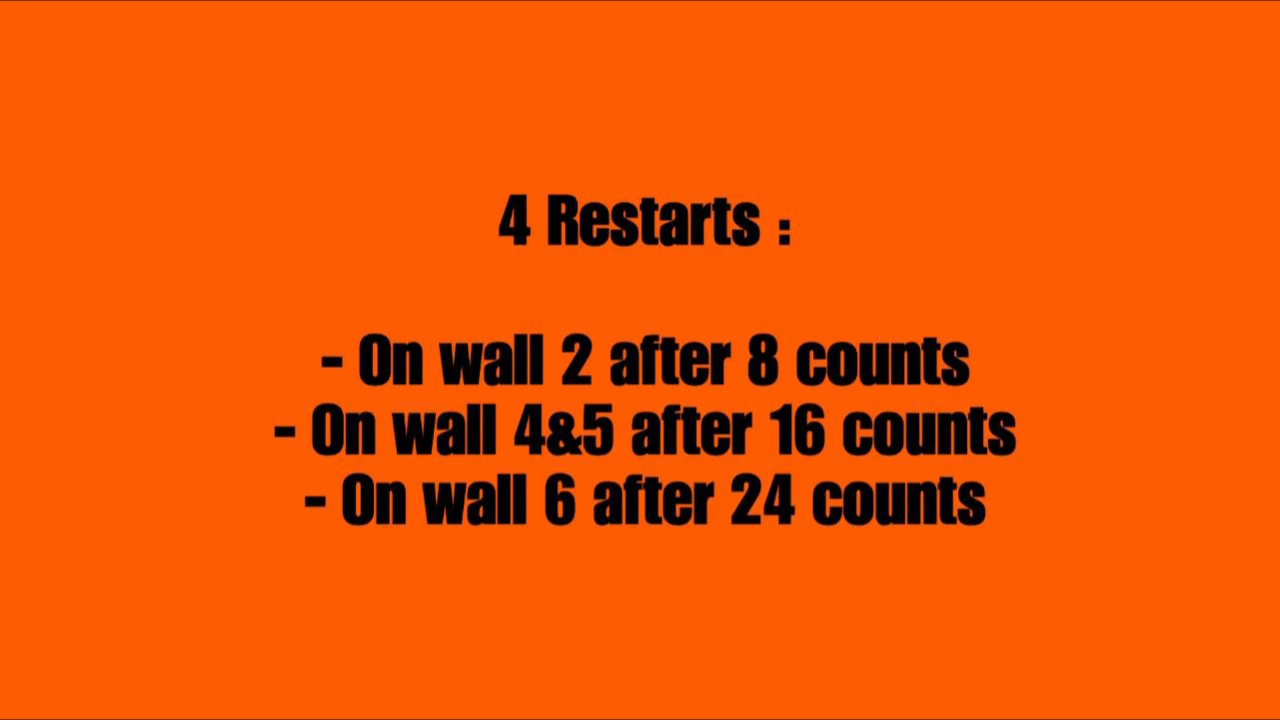 4 Restarts :
- On wall 2 after 8 counts
- On wall 4&5 after 16 counts
- On wall 6 after 24 counts